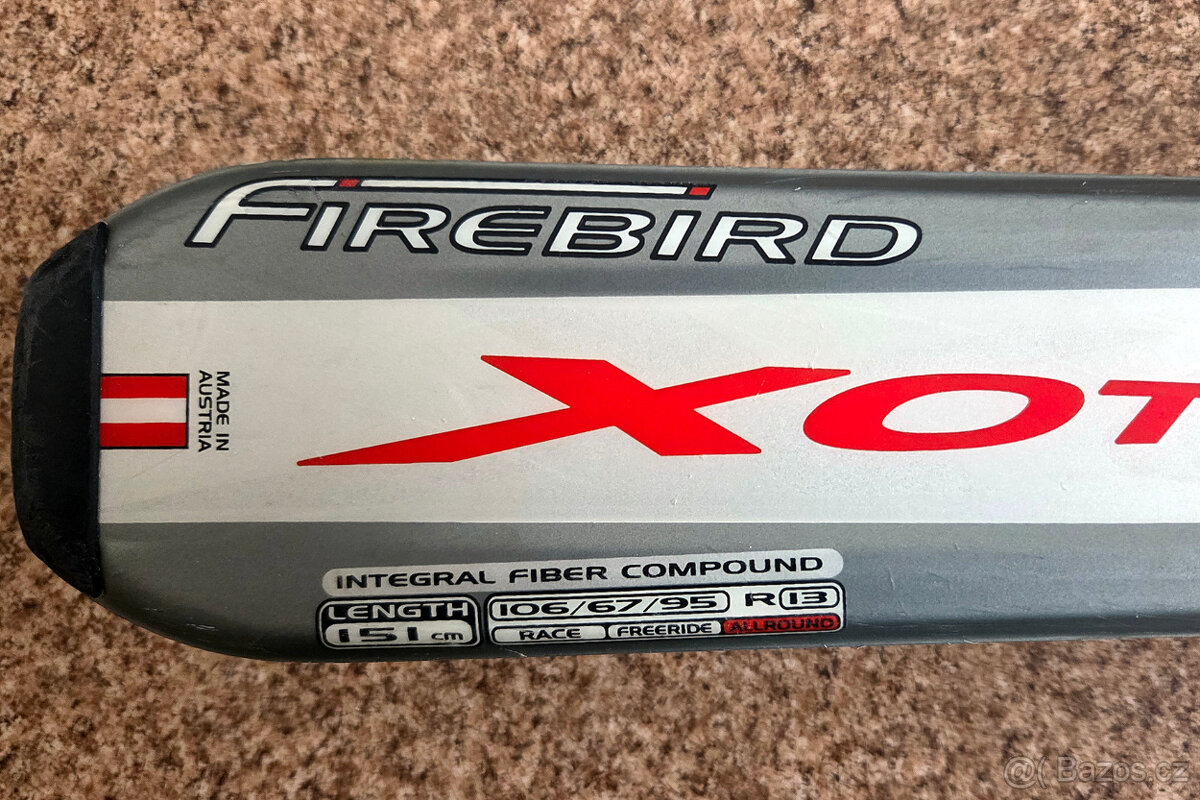 FIREBIRD
MADE IN
AUSTRIA
XOT
INTEGRAL FIBER COMPOUND
LENGTH
151 cm
106/67/95 R 13
RACE FREERIDE ALLROUND
@( Bazos.cz